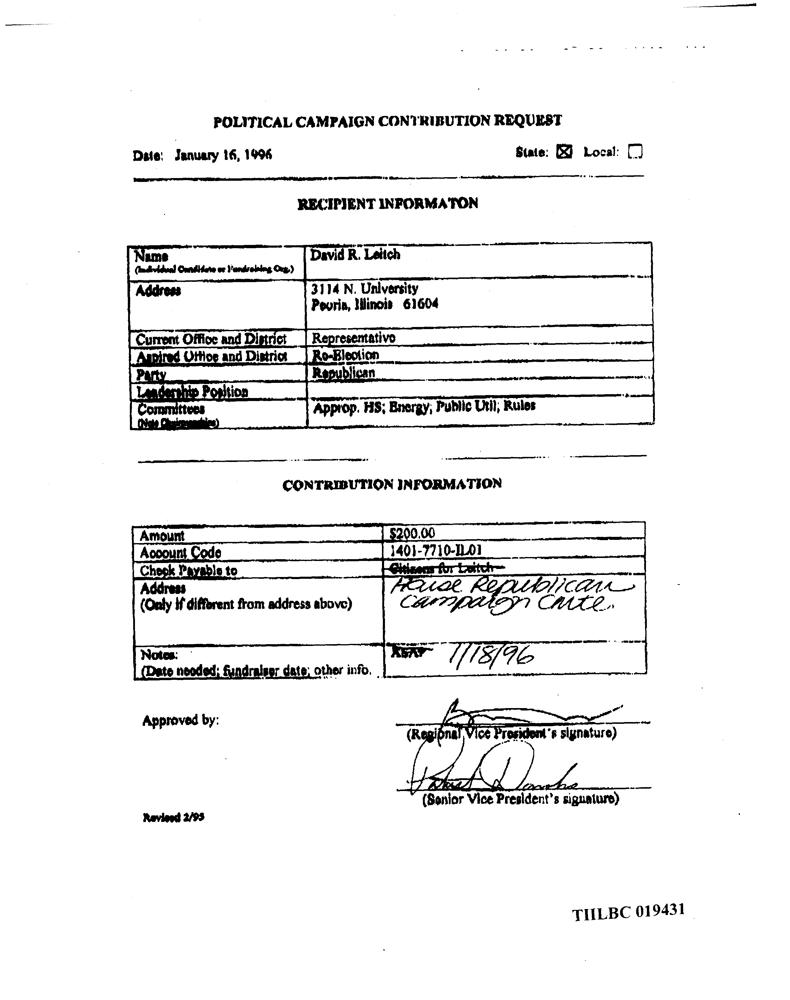 POLITICAL CAMPAIGN CONTRIBUTION REQUEST
Date: January 16, 1996 State: ☒ Local: ☐
RECIPIENT INFORMATON
Name David R. Leitch
(Individual Candidate or Fundraising Org.)
Address 3114 N. University
Peoria, Illinois 61604
Current Office and District Representative
Aspired Office and District Re-Election
Party Republican
Leadership Position
Committees Approp. HS; Energy; Public Util; Rules
(Note Chairmanships)
CONTRIBUTION INFORMATION
Amount $200.00
Account Code 1401-7710-IL01
Check Payable to Citizens for Leitch
Address House Republican
(Only if different from address above) Campaign Cmte.
Notes: ASAP 1/18/96
(Date needed; fundraiser date; other info.
Approved by:
(Regional Vice President's signature)
(Senior Vice President's signature)
Revised 2/95
TIILBC 019431